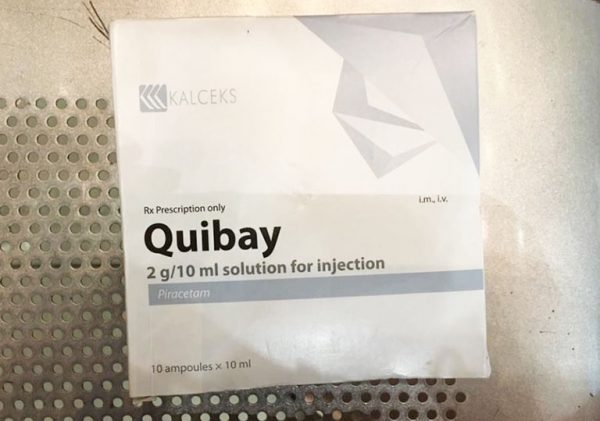 KALCEKS
Rx Prescription only
i.m., i.v.
Quibay
2 g/10 ml solution for injection
Piracetam
10 ampoules × 10 ml